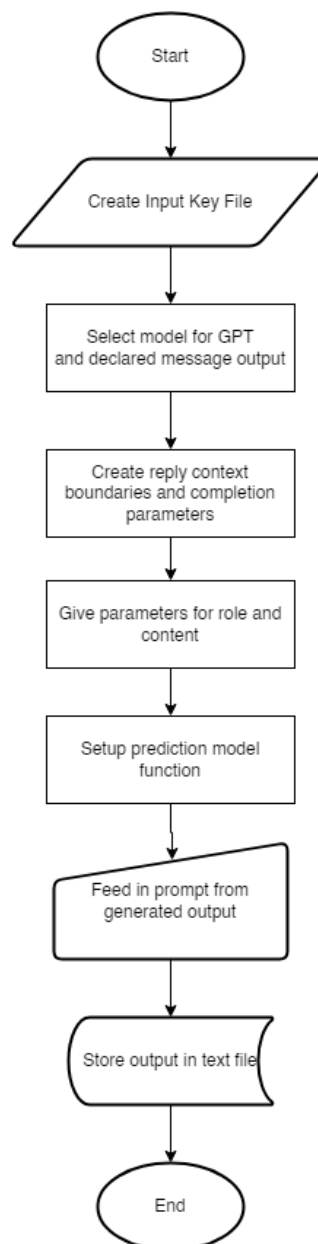 Start
Create Input Key File
Select model for GPT
and declared message output
Create reply context
boundaries and completion
parameters
Give parameters for role and
content
Setup prediction model
function
Feed in prompt from
generated output
Store output in text file
End